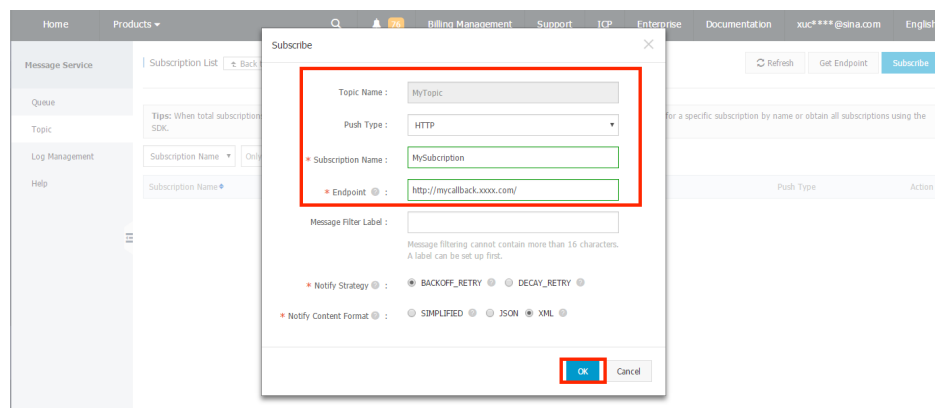 Home Products 76 Billing Management Support ICP Enterprise Documentation xuc****@sina.com English
Message Service
Queue
Topic
Log Management
Help
Subscription List Back t
Refresh Get Endpoint Subscribe
Tips: When total subscription
for a specific subscription by name or obtain all subscriptions using the
SDK.
Subscription Name Only
Subscription Name Push Type Action
Subscribe
Topic Name : MyTopic
Push Type : HTTP
* Subscription Name : MySubcription
* Endpoint : http://mycallback.xxxx.com/
Message Filter Label :
Message filtering cannot contain more than 16 characters.
A label can be set up first.
* Notify Strategy : BACKOFF_RETRY DECAY_RETRY
* Notify Content Format : SIMPLIFIED JSON XML
OK Cancel